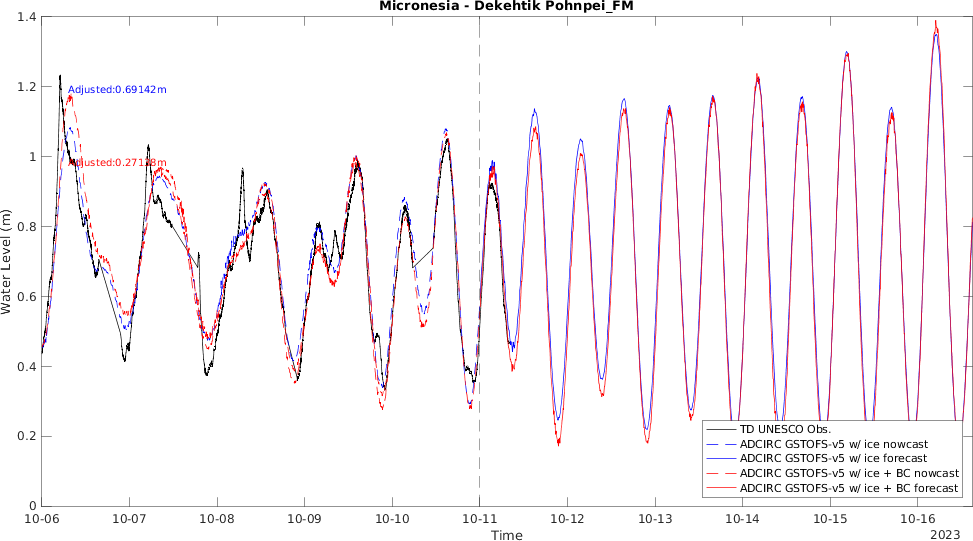 Micronesia - Dekehtik Pohnpei_FM
Water Level (m)
1.4
1.2
1
0.8
0.6
0.4
0.2
0
Adjusted:0.69142m
10-06
10-07
10-08
10-09
10-10
10-11
10-12
10-13
10-14
10-15
10-16
2023
Time
TD UNESCO Obs.
ADCIRC GSTOFS-v5 w/ ice nowcast
ADCIRC GSTOFS-v5 w/ ice forecast
ADCIRC GSTOFS-v5 w/ ice + BC nowcast
ADCIRC GSTOFS-v5 w/ ice + BC forecast